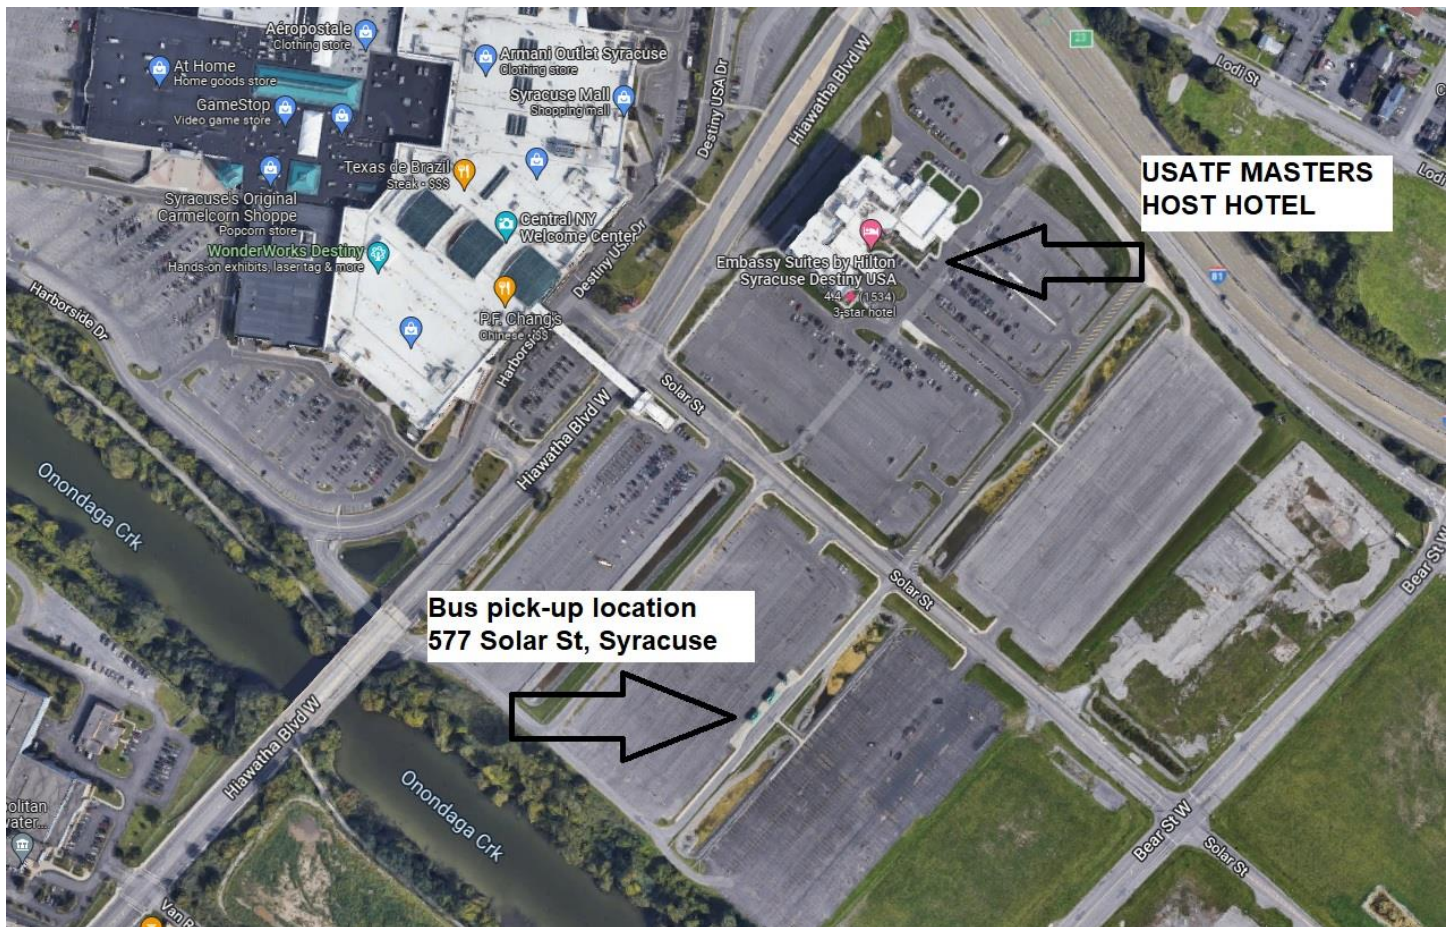 Aéropostale
Clothing store
At Home
Home goods store
GameStop
Video game store
Armani Outlet Syracuse
Clothing store
Syracuse Mall
Shopping mall
Texas de Brazil
Steak • $$$
Syracuse's Original
Carmelcorn Shoppe
Popcorn store
Central NY
Welcome Center
WonderWorks Destiny
Hands-on exhibits, laser tag & more
P.F. Chang's
Chinese • $$
Destiny USA Dr
Destiny USA Dr
Hiawatha Blvd W
23
Lodi St
Lodi
USATF MASTERS
HOST HOTEL
81
Embassy Suites by Hilton
Syracuse Destiny USA
4.4 (1534)
3-star hotel
Harborside Dr
Solar St
Hiawatha Blvd W
Onondaga Crk
Bus pick-up location
577 Solar St, Syracuse
Solar St
Bear St W
Hiawatha Blvd W
Onondaga Crk
Bear St W
Solar St